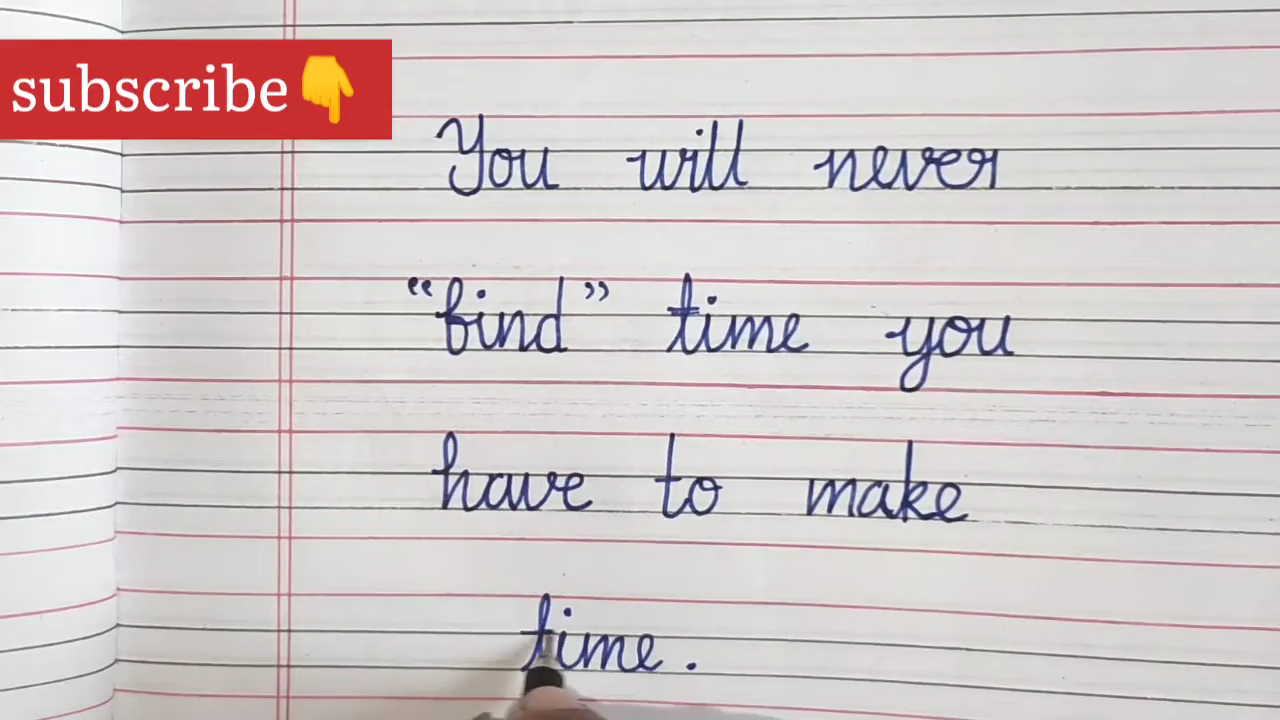 subscribe👇
You will never
“find” time you
have to make
time.